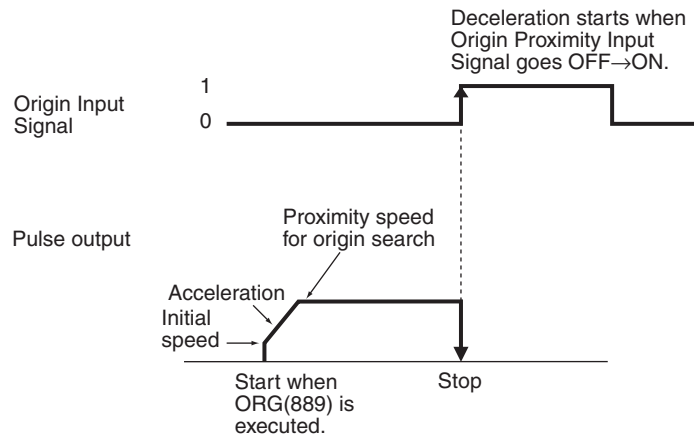 Deceleration starts when
Origin Proximity Input
Signal goes OFF→ON.
Origin Input
Signal
1
0
Pulse output
Proximity speed
for origin search
Acceleration
Initial
speed
Start when
ORG(889) is
executed.
Stop